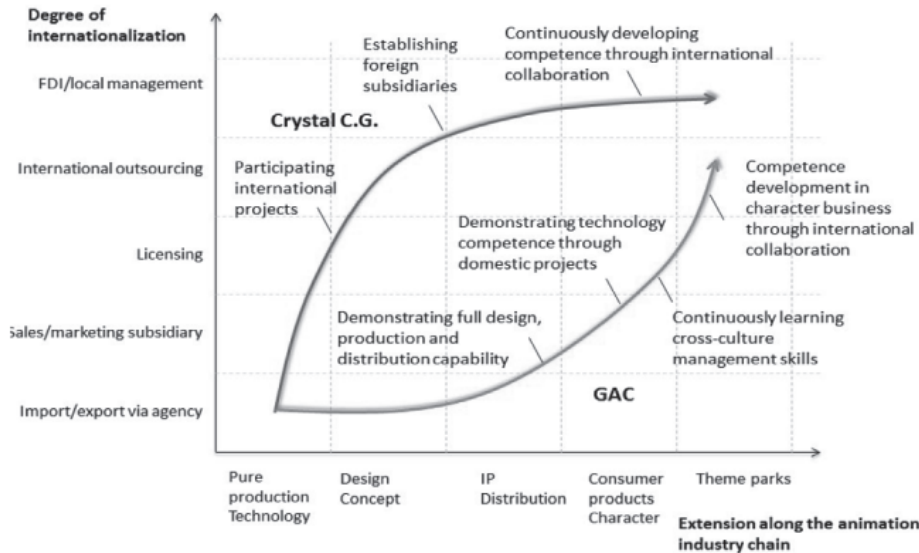 Degree of
internationalization
FDI/local management
International outsourcing
Licensing
Sales/marketing subsidiary
Import/export via agency
Establishing
foreign
subsidiaries
Continuously developing
competence through international
collaboration
Crystal C.G.
Participating
international
projects
Competence
development in
character business
through international
collaboration
Demonstrating technology
competence through
domestic projects
Demonstrating full design,
production and
distribution capability
Continuously learning
cross-culture
management skills
GAC
Pure
production
Technology
Design
Concept
IP
Distribution
Consumer
products
Character
Theme parks
Extension along the animation
industry chain